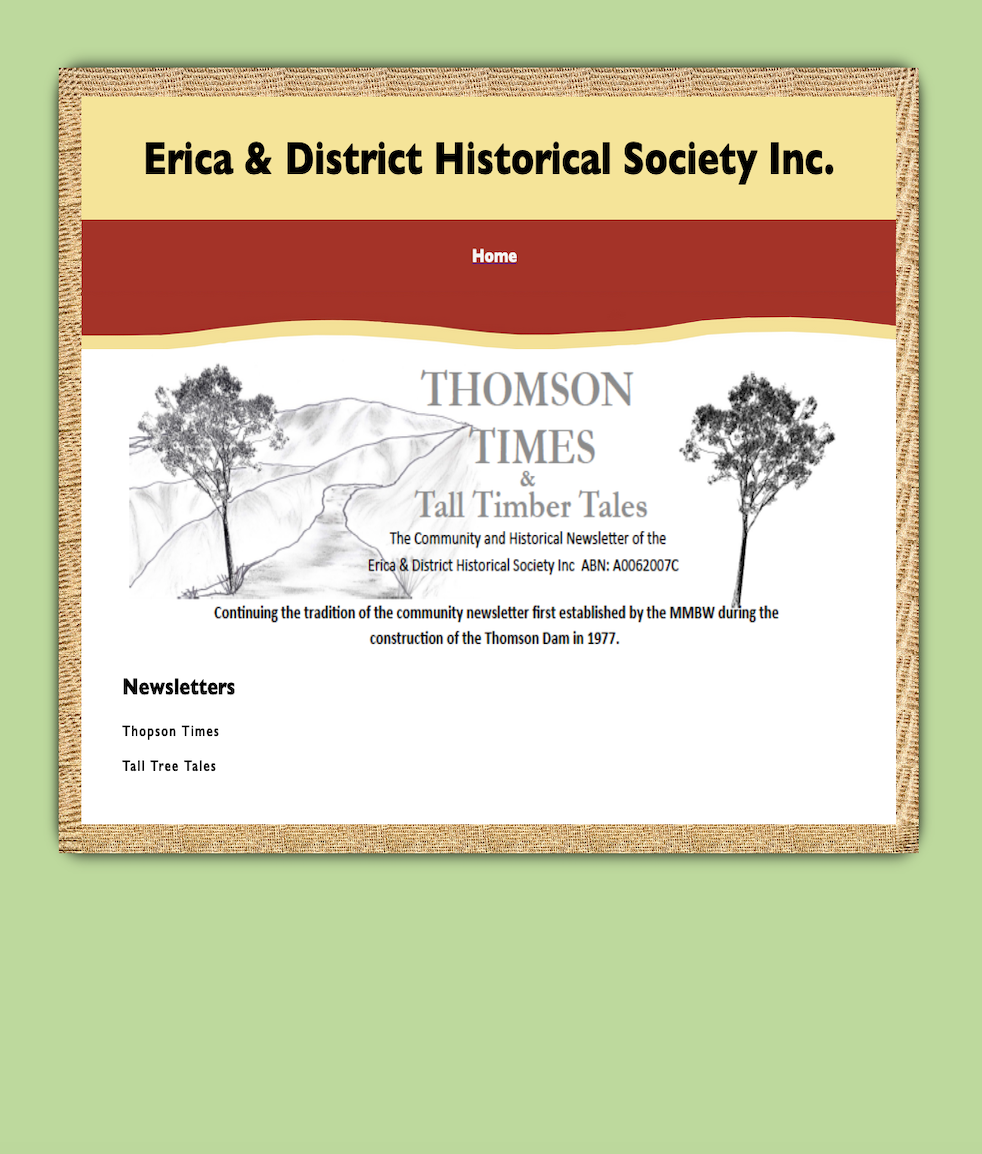 Erica & District Historical Society Inc.
Home
THOMSON
TIMES
&
Tall Timber Tales
The Community and Historical Newsletter of the
Erica & District Historical Society Inc ABN: A0062007C
Continuing the tradition of the community newsletter first established by the MMBW during the
construction of the Thomson Dam in 1977.
Newsletters
Thopson Times
Tall Tree Tales